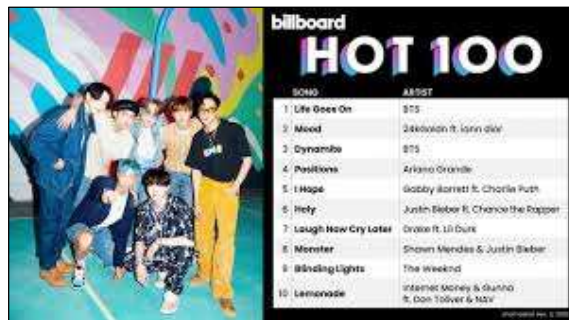 billboard
HOT 100
SONG ARTIST
1 Life Goes On BTS
2 Mood 24kGoldn ft. iann dior
3 Dynamite BTS
4 Positions Ariana Grande
5 I Hope Gabby Barrett ft. Charlie Puth
6 Holy Justin Bieber ft. Chance the Rapper
7 Laugh Now Cry Later Drake ft. Lil Durk
8 Monster Shawn Mendes & Justin Bieber
9 Blinding Lights The Weeknd
10 Lemonade Internet Money & Gunna
ft. Don Toliver & NAV